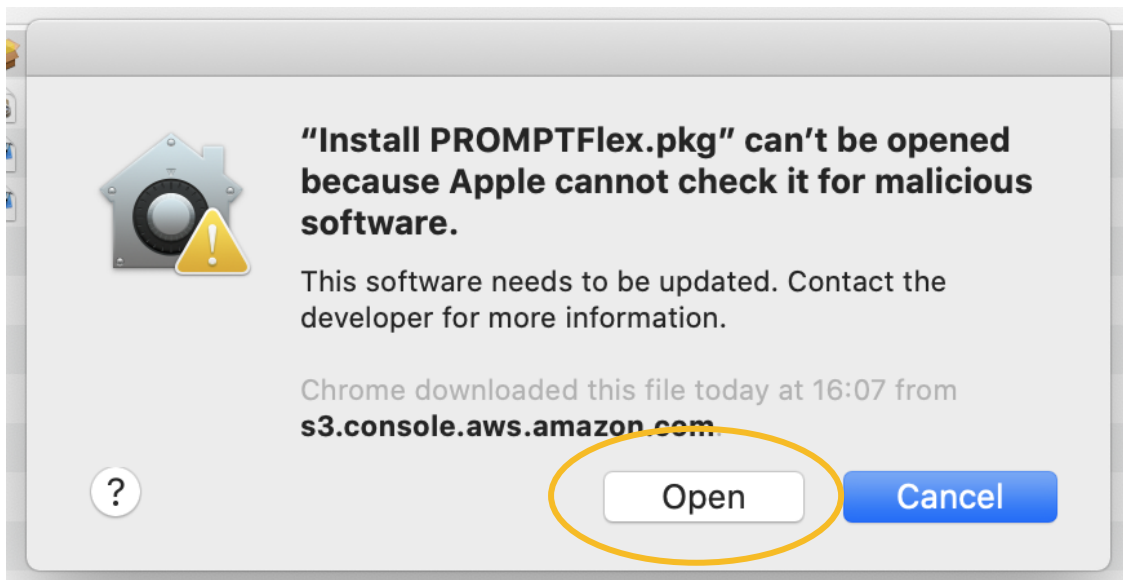 “Install PROMPTFlex.pkg” can’t be opened
because Apple cannot check it for malicious
software.
This software needs to be updated. Contact the
developer for more information.
Chrome downloaded this file today at 16:07 from
s3.console.aws.amazon.com.
?
Open
Cancel